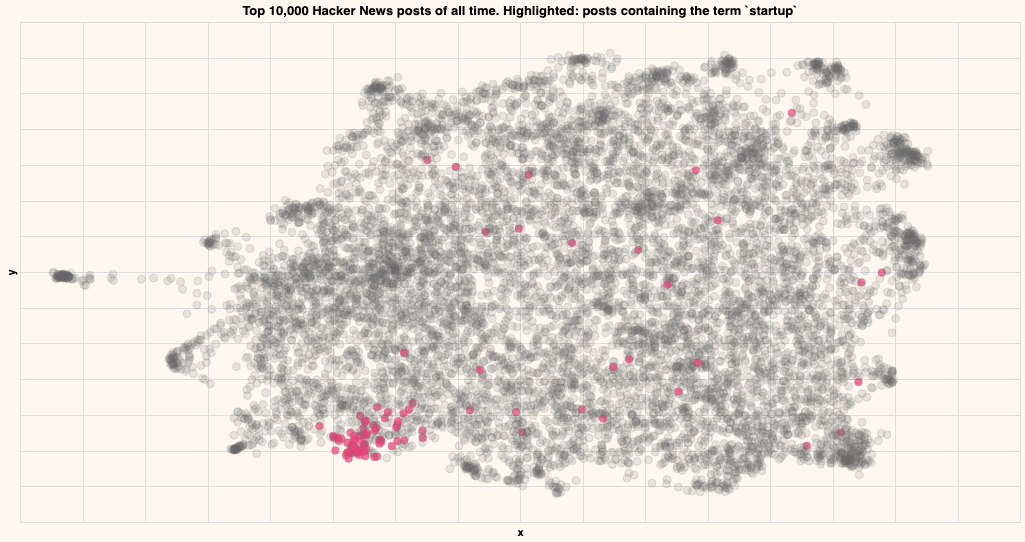 Top 10,000 Hacker News posts of all time. Highlighted: posts containing the term `startup`
y
x